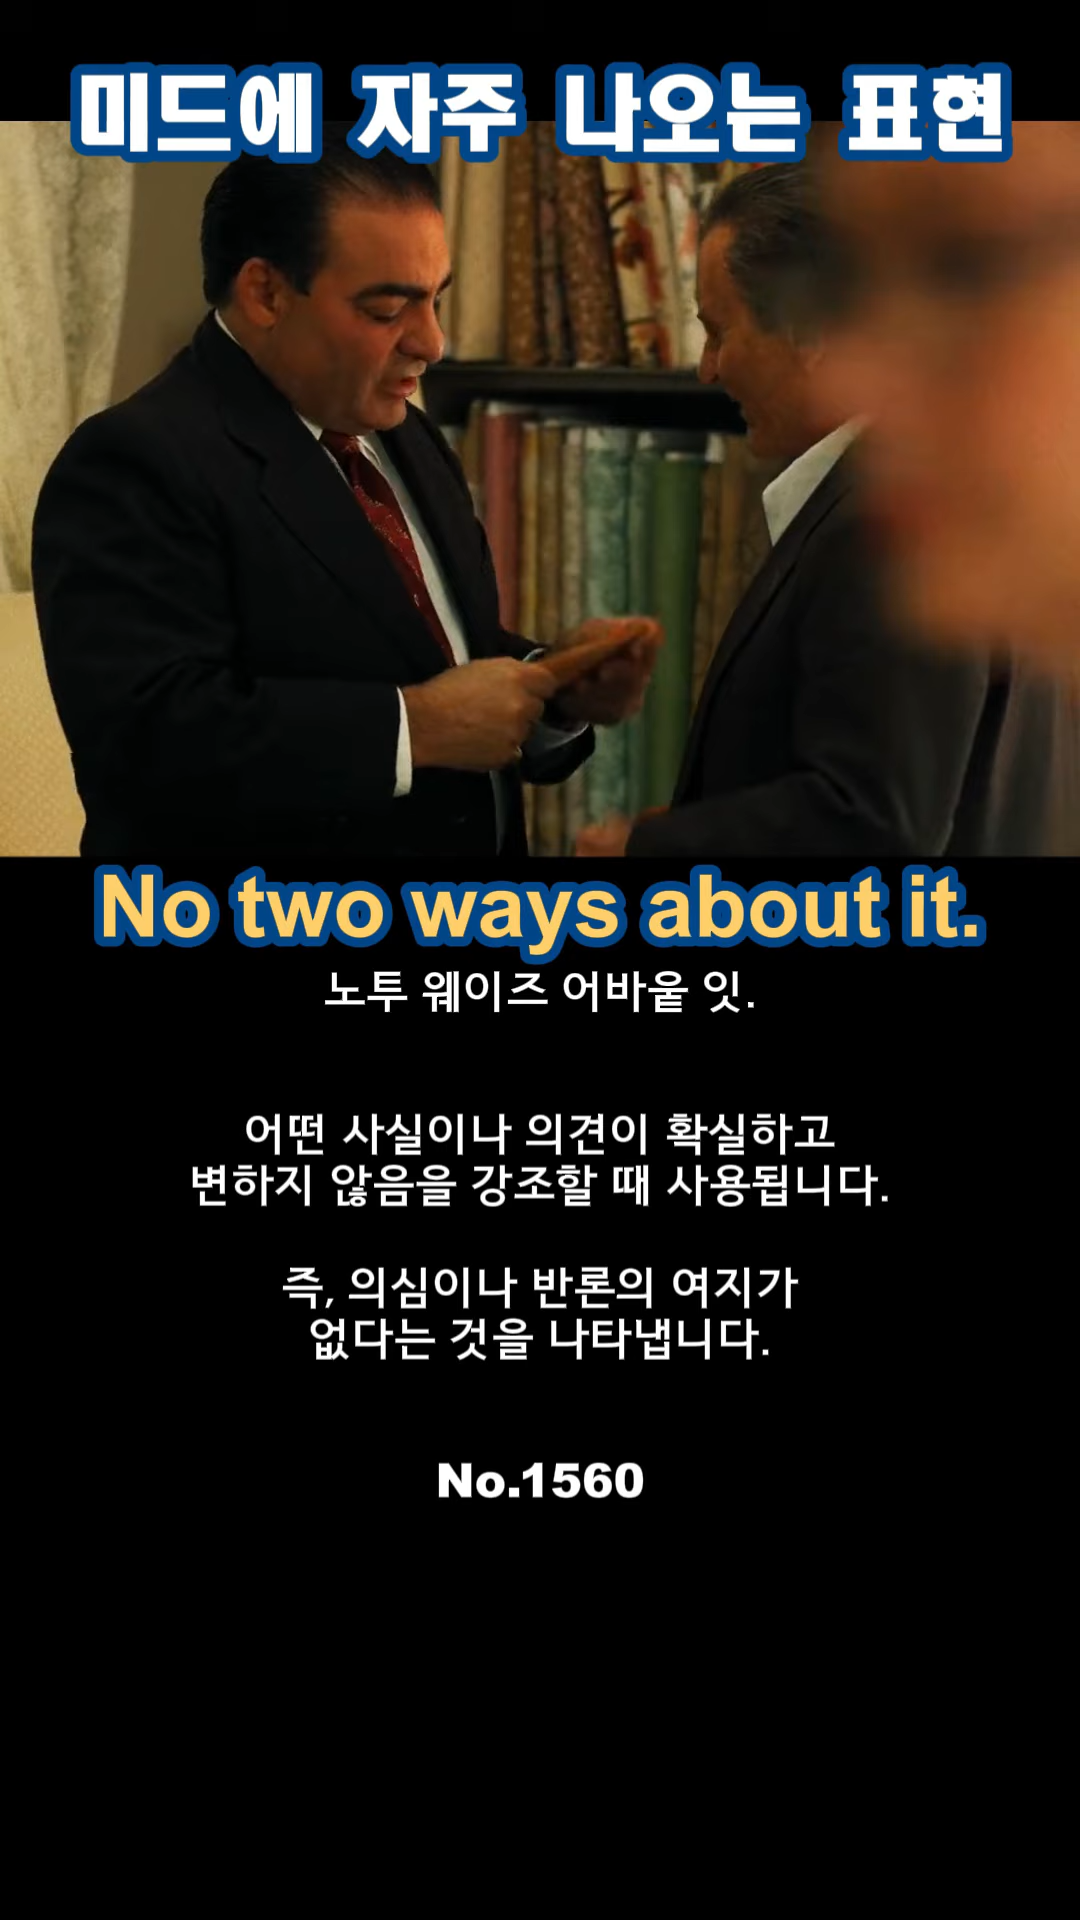 미드에 자주 나오는 표현
No two ways about it.
노투 웨이즈 어바웉 잇.
어떤 사실이나 의견이 확실하고
변하지 않음을 강조할 때 사용됩니다.
즉, 의심이나 반론의 여지가
없다는 것을 나타냅니다.
No.1560